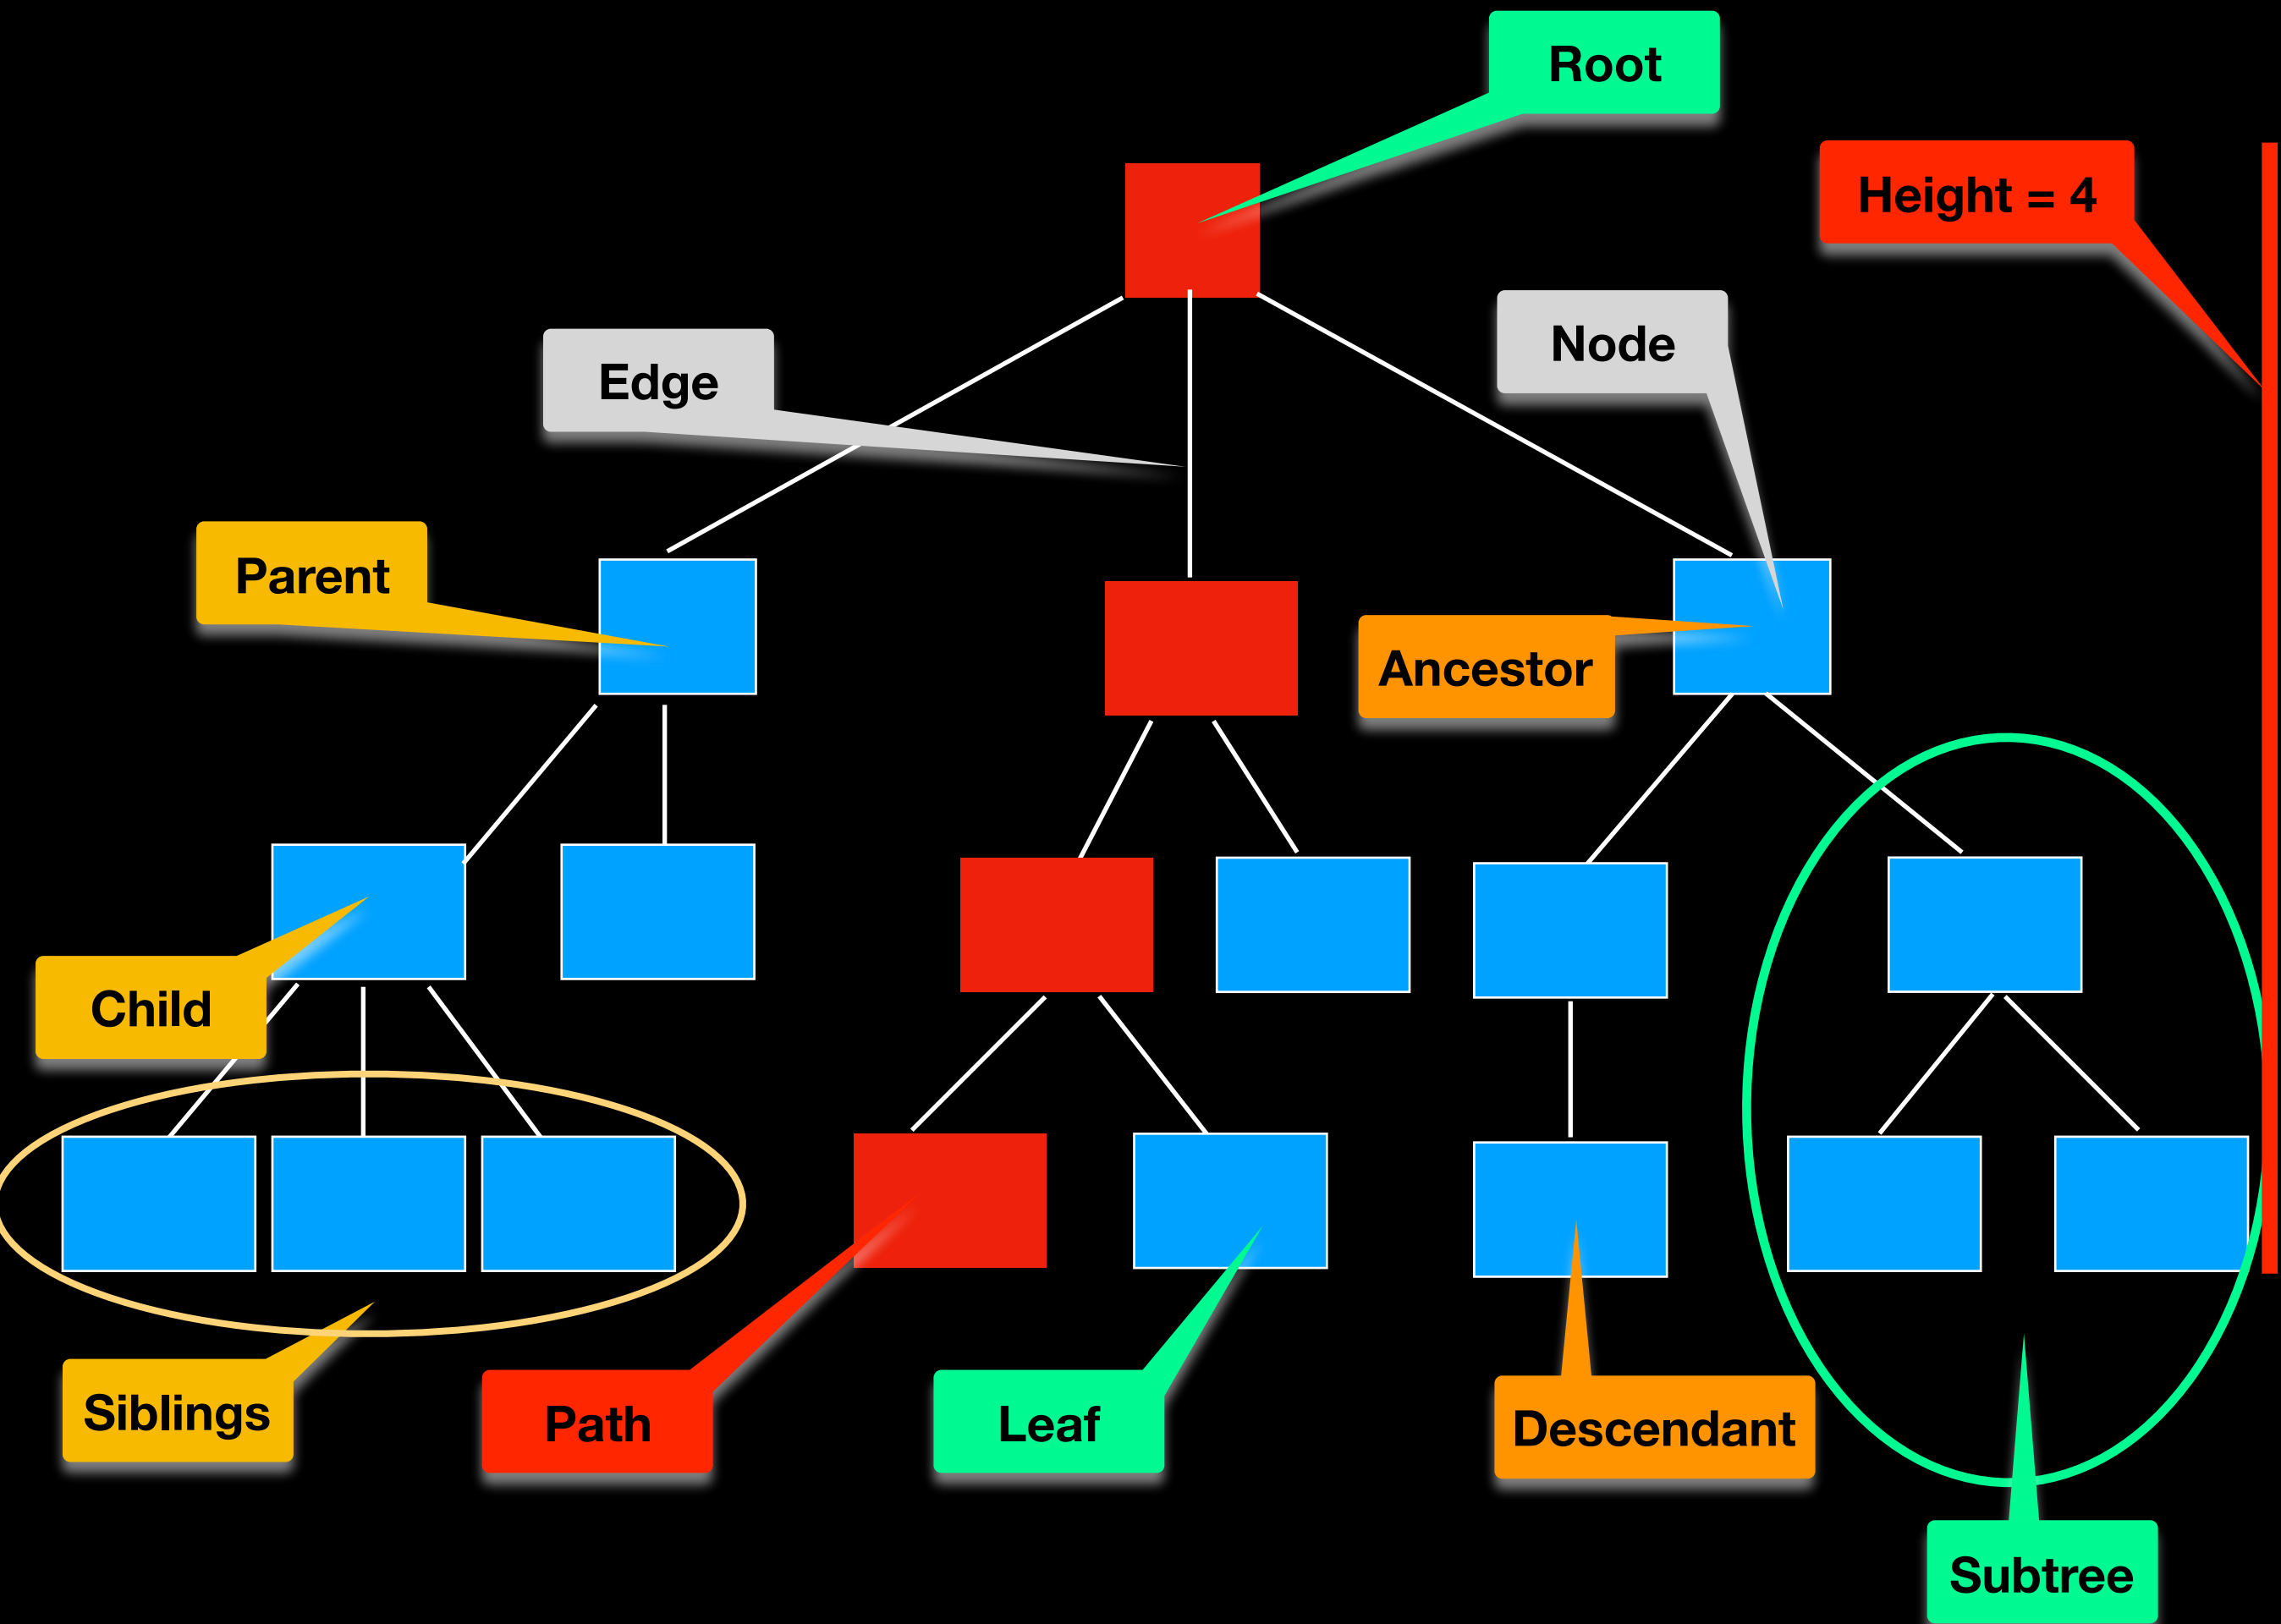 Root
Height = 4
Node
Edge
Parent
Ancestor
Child
Siblings
Path
Leaf
Descendant
Subtree